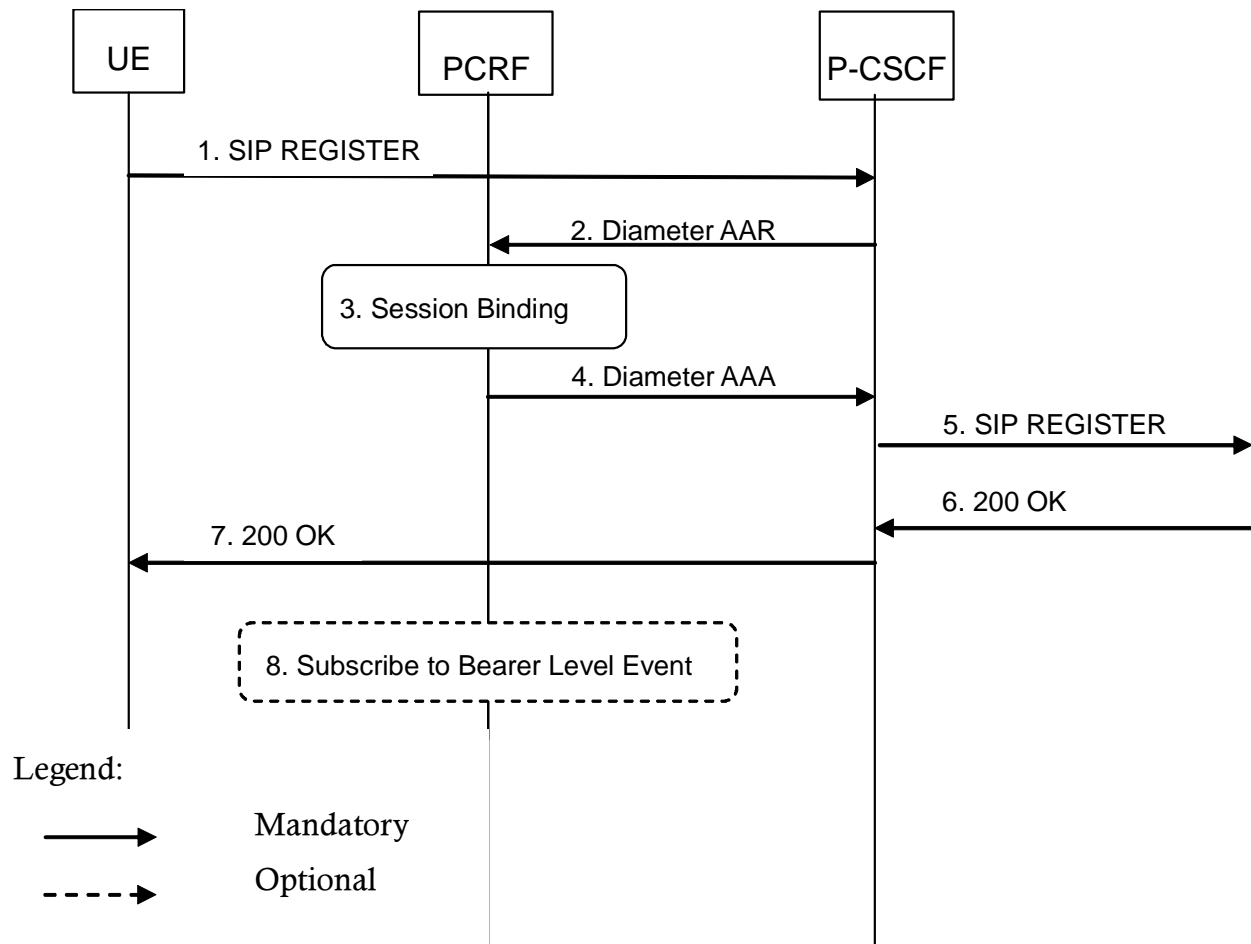 UE
PCRF
P-CSCF
1. SIP REGISTER
2. Diameter AAR
3. Session Binding
4. Diameter AAA
5. SIP REGISTER
6. 200 OK
7. 200 OK
8. Subscribe to Bearer Level Event
Legend:
Mandatory
Optional